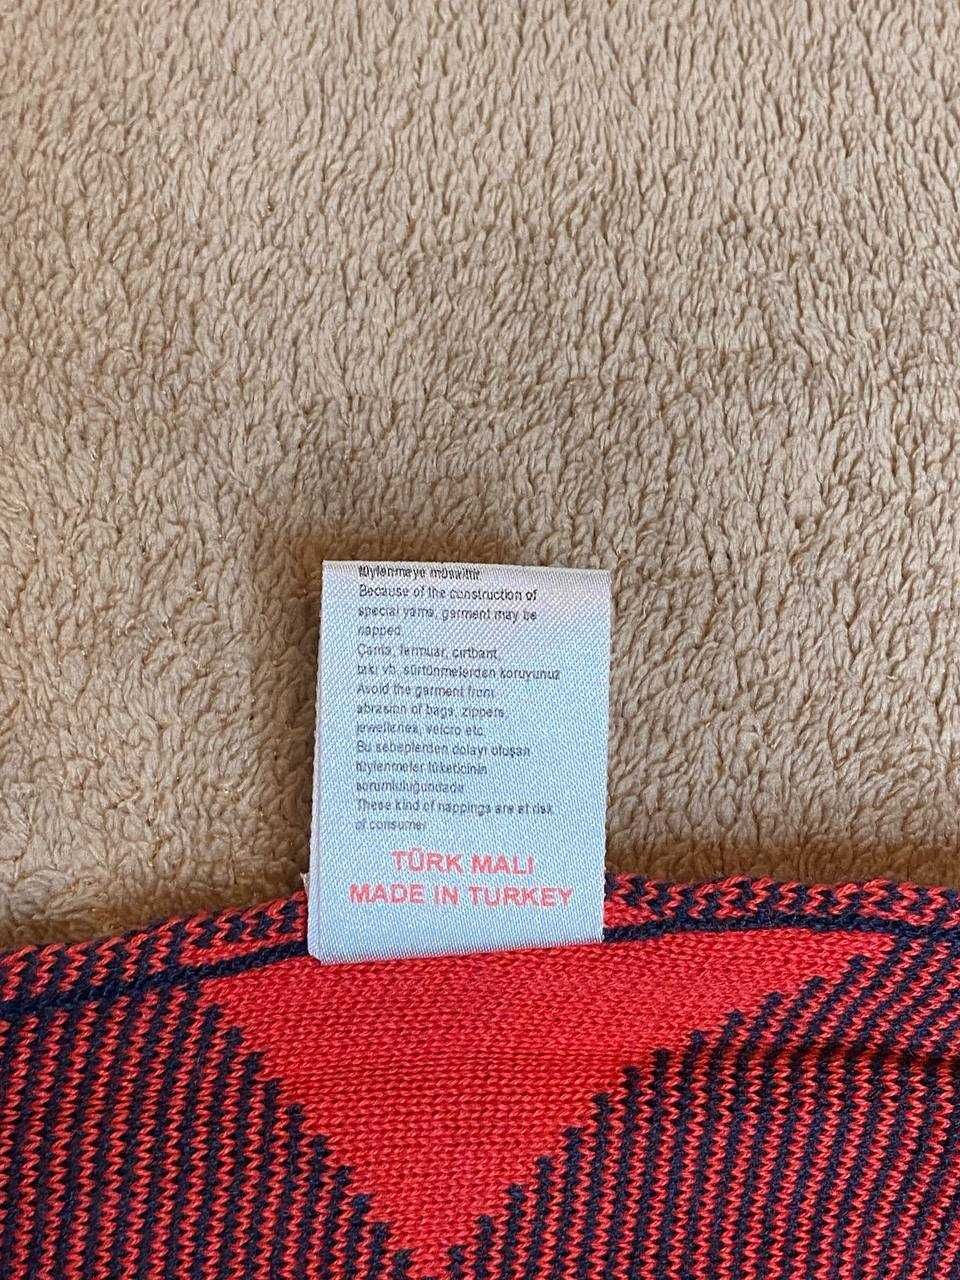 tüylenmeye müsaittir
Because of the construction of
special yarns, garment may be
napped.
Çanta, fermuar, cırtbant,
takı vb. sürtünmelerden koruyunuz
Avoid the garment from
abrasion of bags, zippers,
jewelleries, velcro etc.
Bu sebeplerden dolayı oluşan
tüylenmeler tüketicinin
sorumluluğundadır
These kind of nappings are at risk
of consumer
TÜRK MALI
MADE IN TURKEY